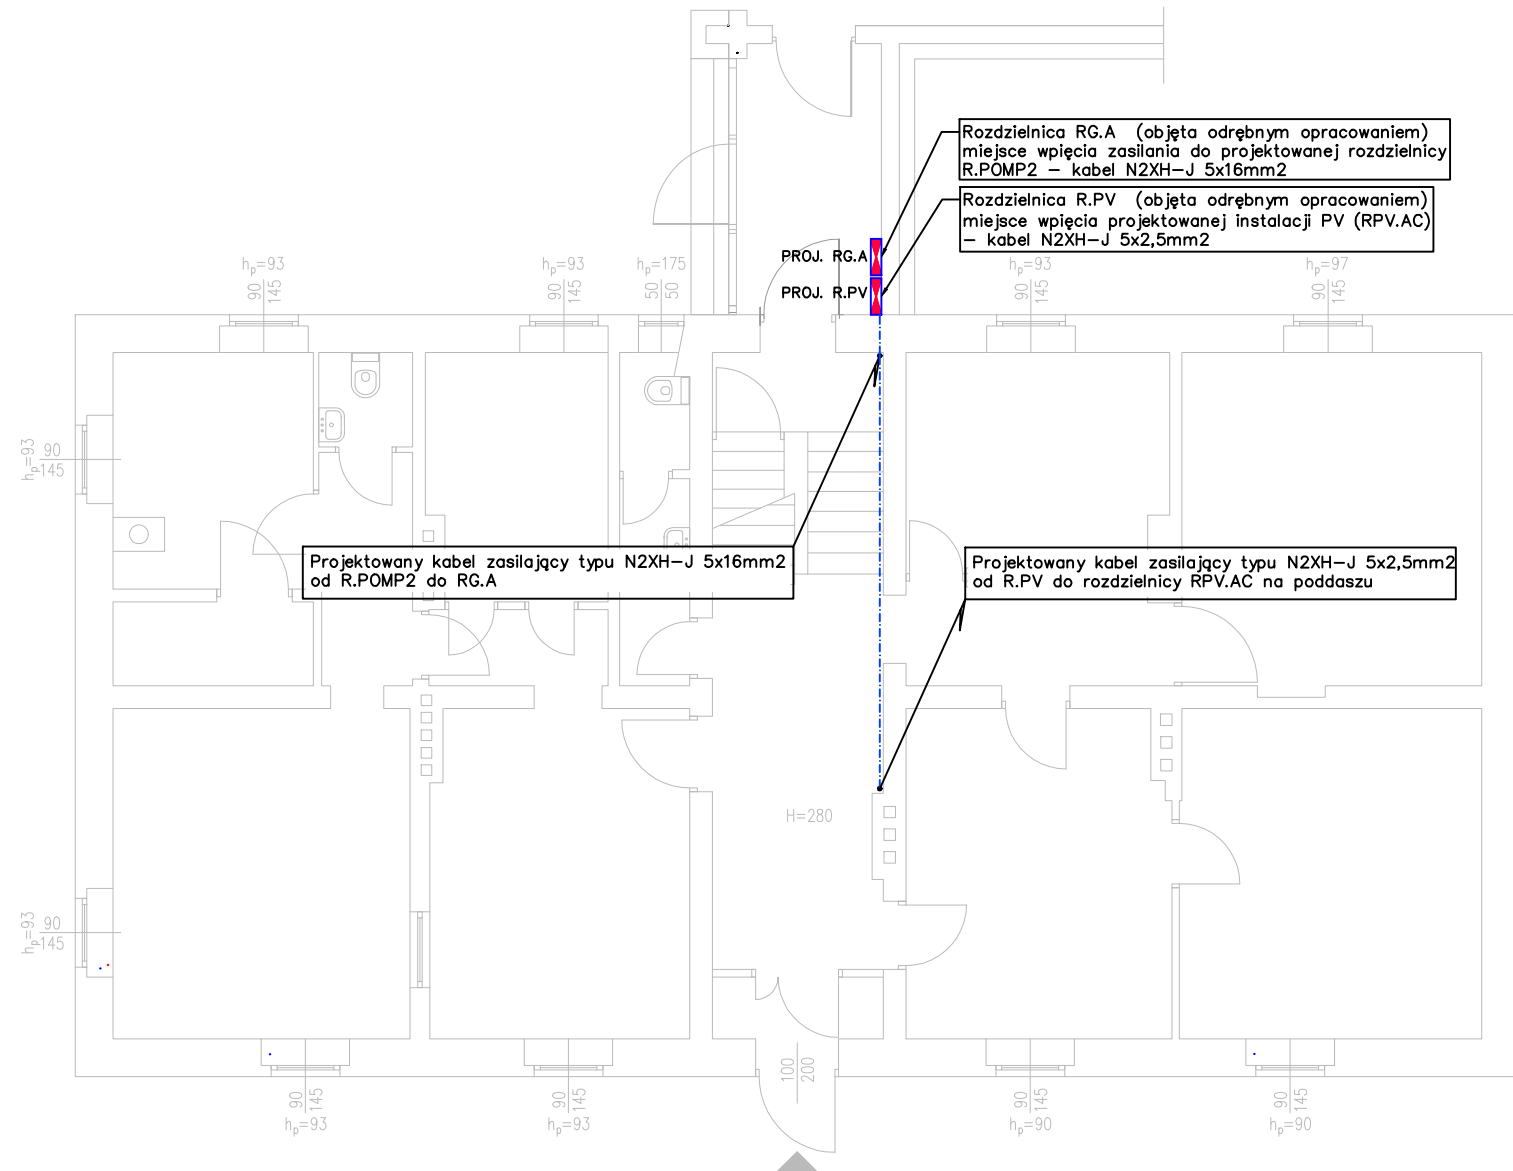 Rozdzielnica RG.A (objęta odrębnym opracowaniem)
miejsce wpięcia zasilania do projektowanej rozdzielnicy
R.POMP2 – kabel N2XH–J 5x16mm2
Rozdzielnica R.PV (objęta odrębnym opracowaniem)
miejsce wpięcia projektowanej instalacji PV (RPV.AC)
– kabel N2XH–J 5x2,5mm2
PROJ. RG.A
PROJ. R.PV
hp=93
90
145
hp=93
90
145
hp=175
50
50
hp=93
90
145
hp=97
90
145
hp=93
90
145
Projektowany kabel zasilający typu N2XH–J 5x16mm2
od R.POMP2 do RG.A
Projektowany kabel zasilający typu N2XH–J 5x2,5mm2
od R.PV do rozdzielnicy RPV.AC na poddaszu
H=280
hp=93
90
145
90
145
hp=93
90
145
hp=93
100
200
90
145
hp=90
90
145
hp=90